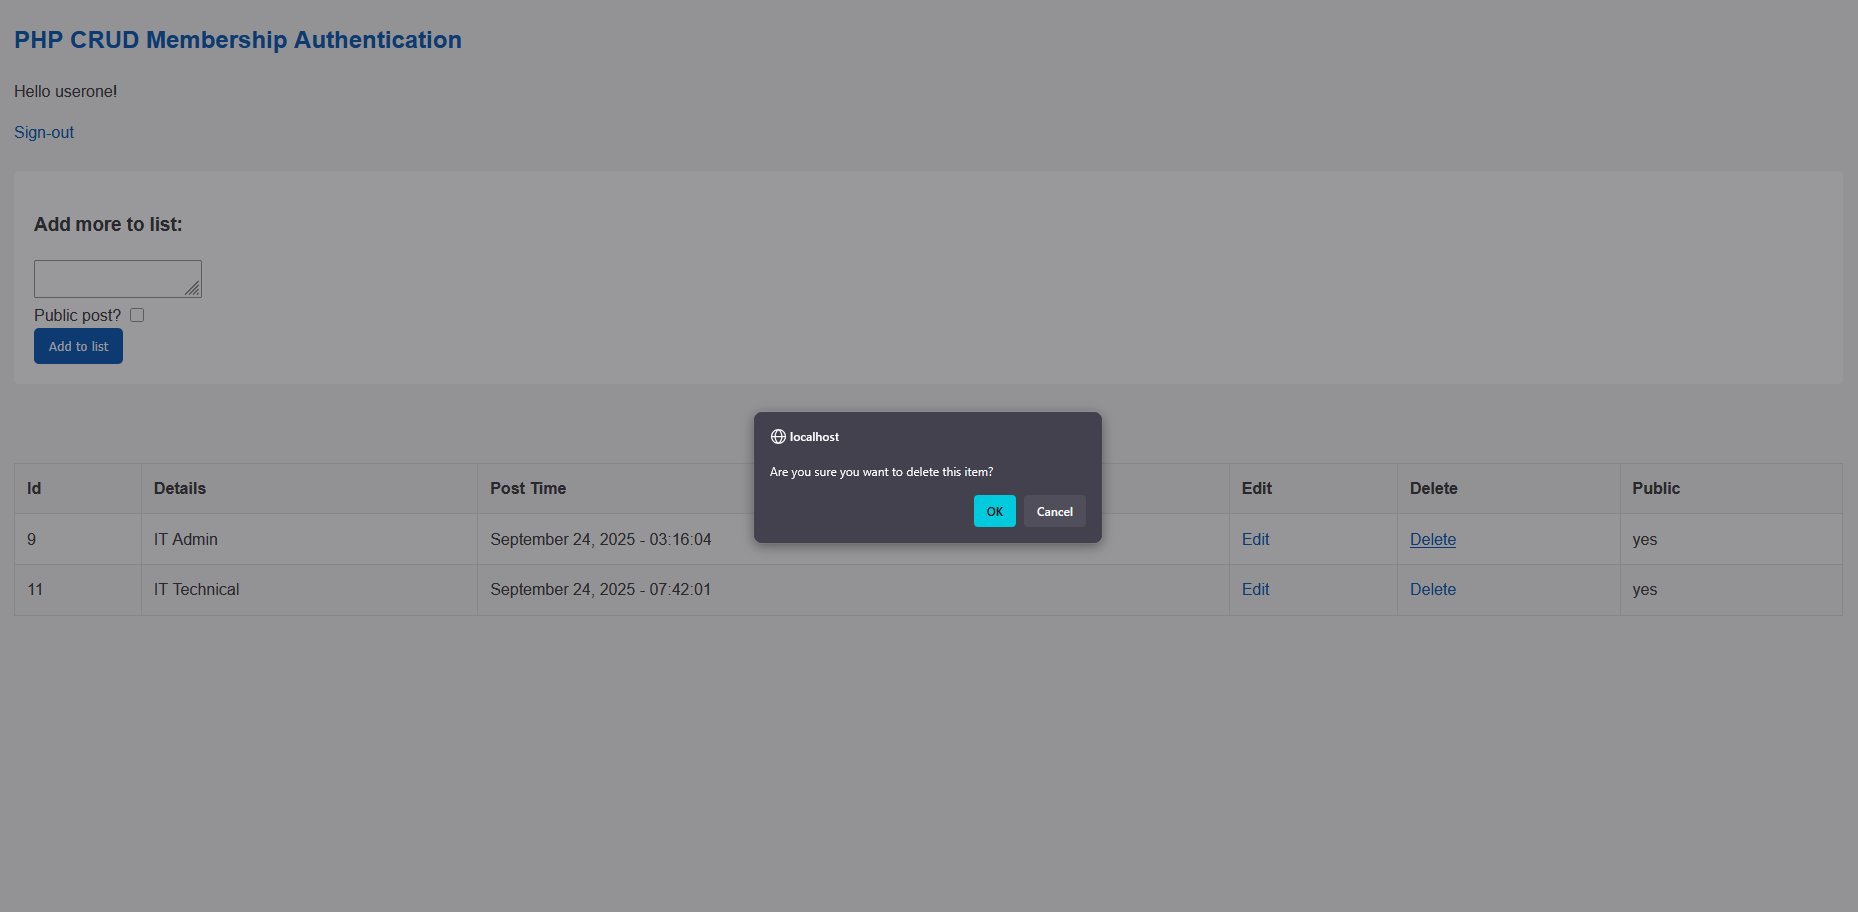 PHP CRUD Membership Authentication
Hello userone!
Sign-out
Add more to list:
Public post?
Add to list
localhost
Are you sure you want to delete this item?
OK Cancel
Id Details Post Time Edit Delete Public
9 IT Admin September 24, 2025 - 03:16:04 Edit Delete yes
11 IT Technical September 24, 2025 - 07:42:01 Edit Delete yes